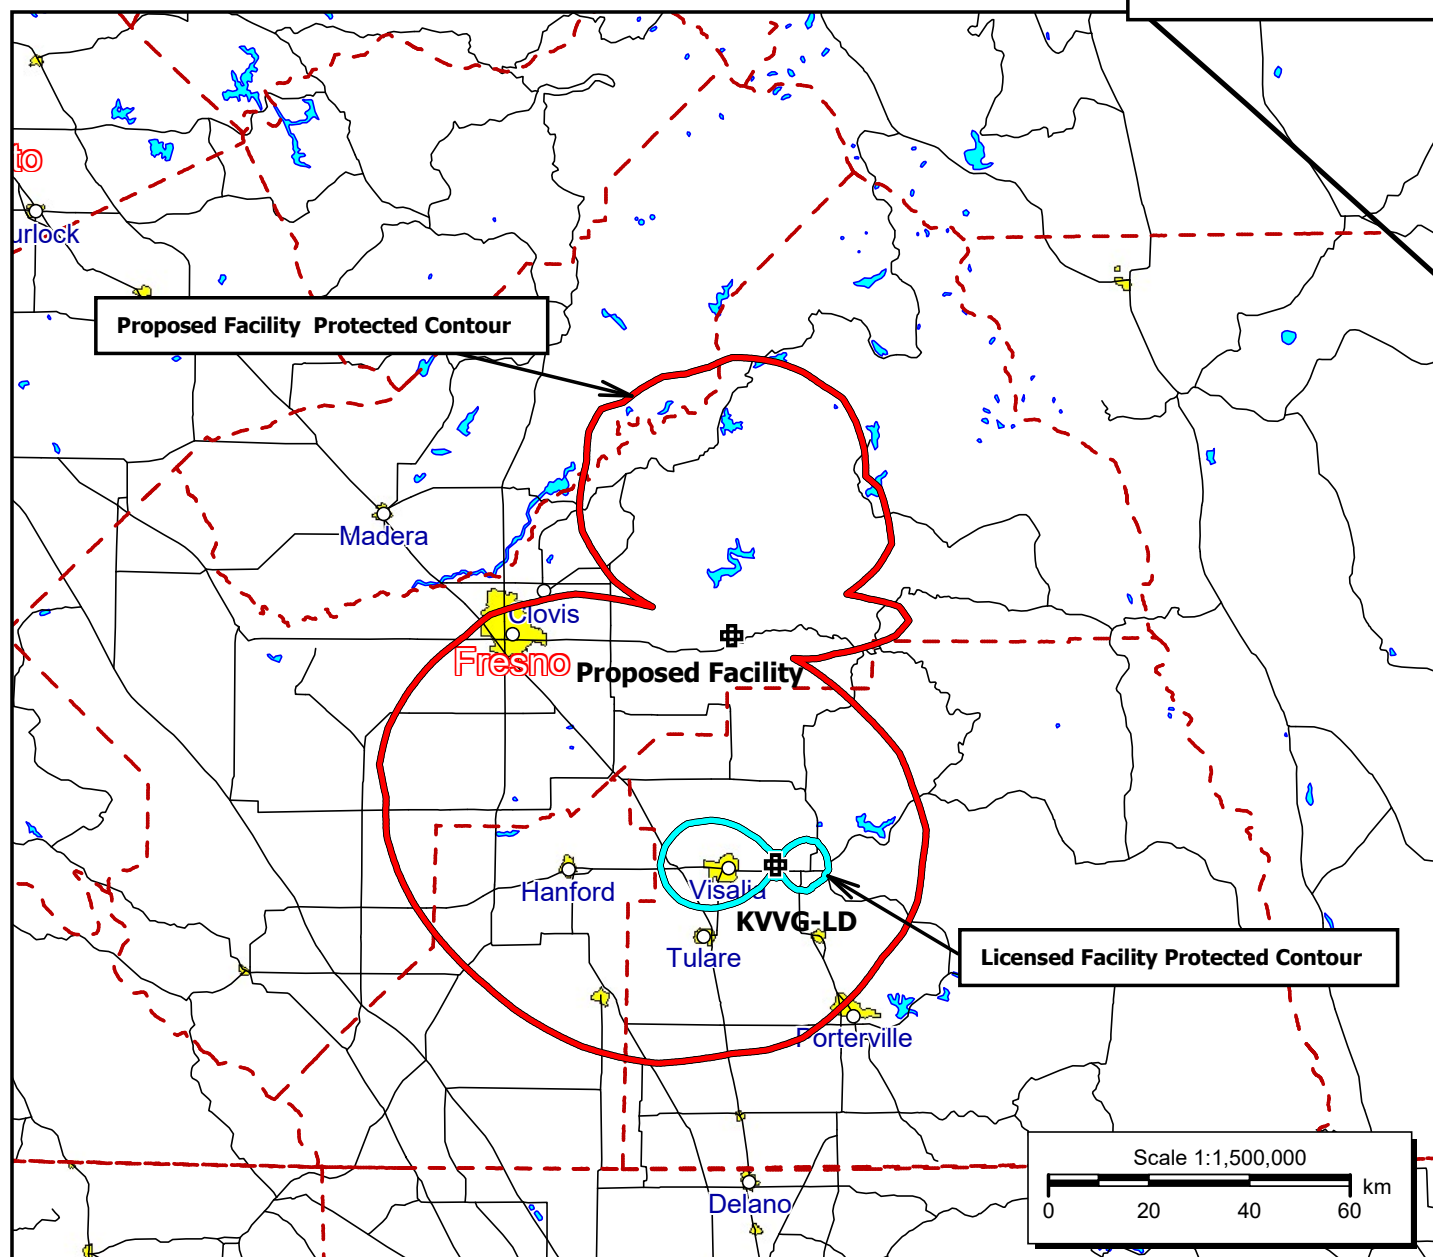 to
urlock
Proposed Facility  Protected Contour
Madera
Clovis
Fresno
Proposed Facility
Hanford
Visalia
KVVG-LD
Tulare
Licensed Facility Protected Contour
Porterville
Delano
Scale 1:1,500,000
km
0 20 40 60